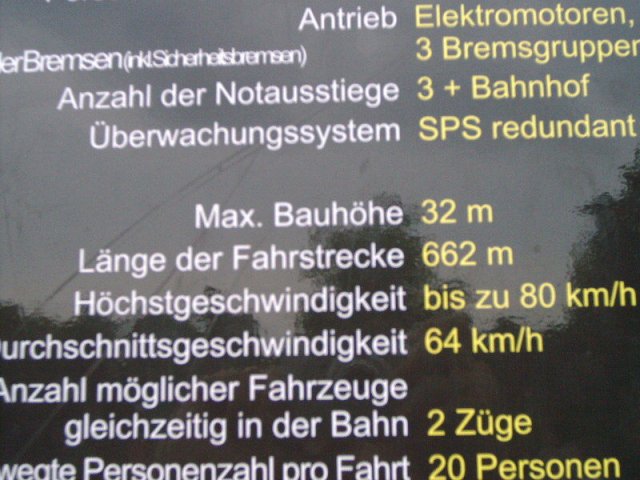 Antrieb Elektromotoren,
der Bremsen (inkl. Sicherheitsbremsen) 3 Bremsgruppen
Anzahl der Notausstiege 3 + Bahnhof
Überwachungssystem SPS redundant
Max. Bauhöhe 32 m
Länge der Fahrstrecke 662 m
Höchstgeschwindigkeit bis zu 80 km/h
Durchschnittsgeschwindigkeit 64 km/h
Anzahl möglicher Fahrzeuge
gleichzeitig in der Bahn 2 Züge
wegte Personenzahl pro Fahrt 20 Personen